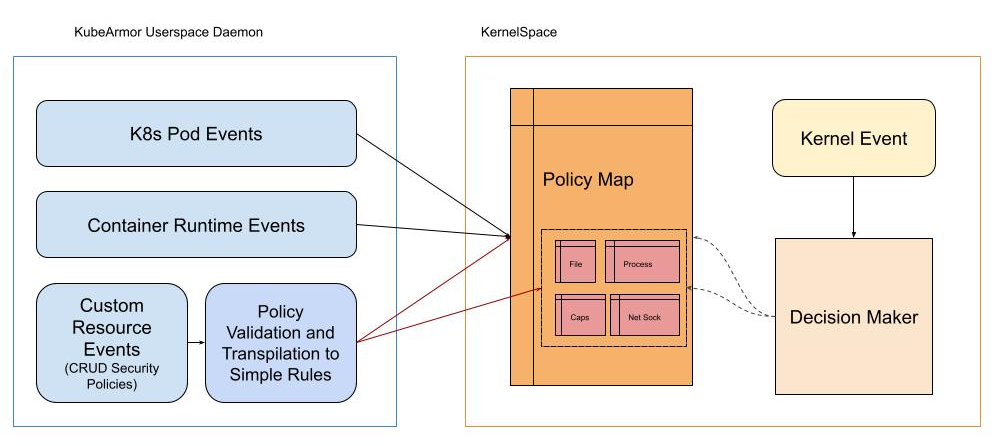 KubeArmor Userspace Daemon
KernelSpace
K8s Pod Events
Container Runtime Events
Custom
Resource
Events
(CRUD Security
Policies)
Policy
Validation and
Transpilation to
Simple Rules
Policy Map
File
Process
Caps
Net Sock
Kernel Event
Decision Maker